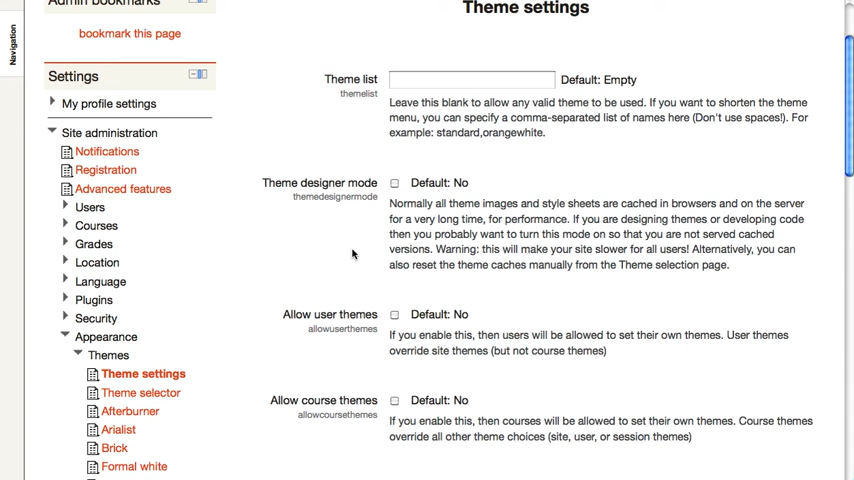 Admin bookmarks
bookmark this page
Navigation
Settings
My profile settings
Site administration
Notifications
Registration
Advanced features
Users
Courses
Grades
Location
Language
Plugins
Security
Appearance
Themes
Theme settings
Theme selector
Afterburner
Arialist
Brick
Formal white
Theme settings
Theme list Default: Empty
themelist
Leave this blank to allow any valid theme to be used. If you want to shorten the theme
menu, you can specify a comma-separated list of names here (Don't use spaces!). For
example: standard,orangewhite.
Theme designer mode Default: No
themedesignermode
Normally all theme images and style sheets are cached in browsers and on the server
for a very long time, for performance. If you are designing themes or developing code
then you probably want to turn this mode on so that you are not served cached
versions. Warning: this will make your site slower for all users! Alternatively, you can
also reset the theme caches manually from the Theme selection page.
Allow user themes Default: No
allowuserthemes
If you enable this, then users will be allowed to set their own themes. User themes
override site themes (but not course themes)
Allow course themes Default: No
allowcoursethemes
If you enable this, then courses will be allowed to set their own themes. Course themes
override all other theme choices (site, user, or session themes)